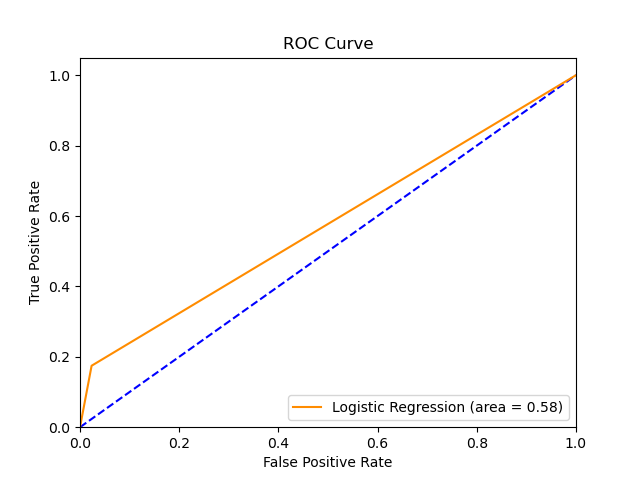 ROC Curve
True Positive Rate
1.0
0.8
0.6
0.4
0.2
0.0
Logistic Regression (area = 0.58)
0.0 0.2 0.4 0.6 0.8 1.0
False Positive Rate